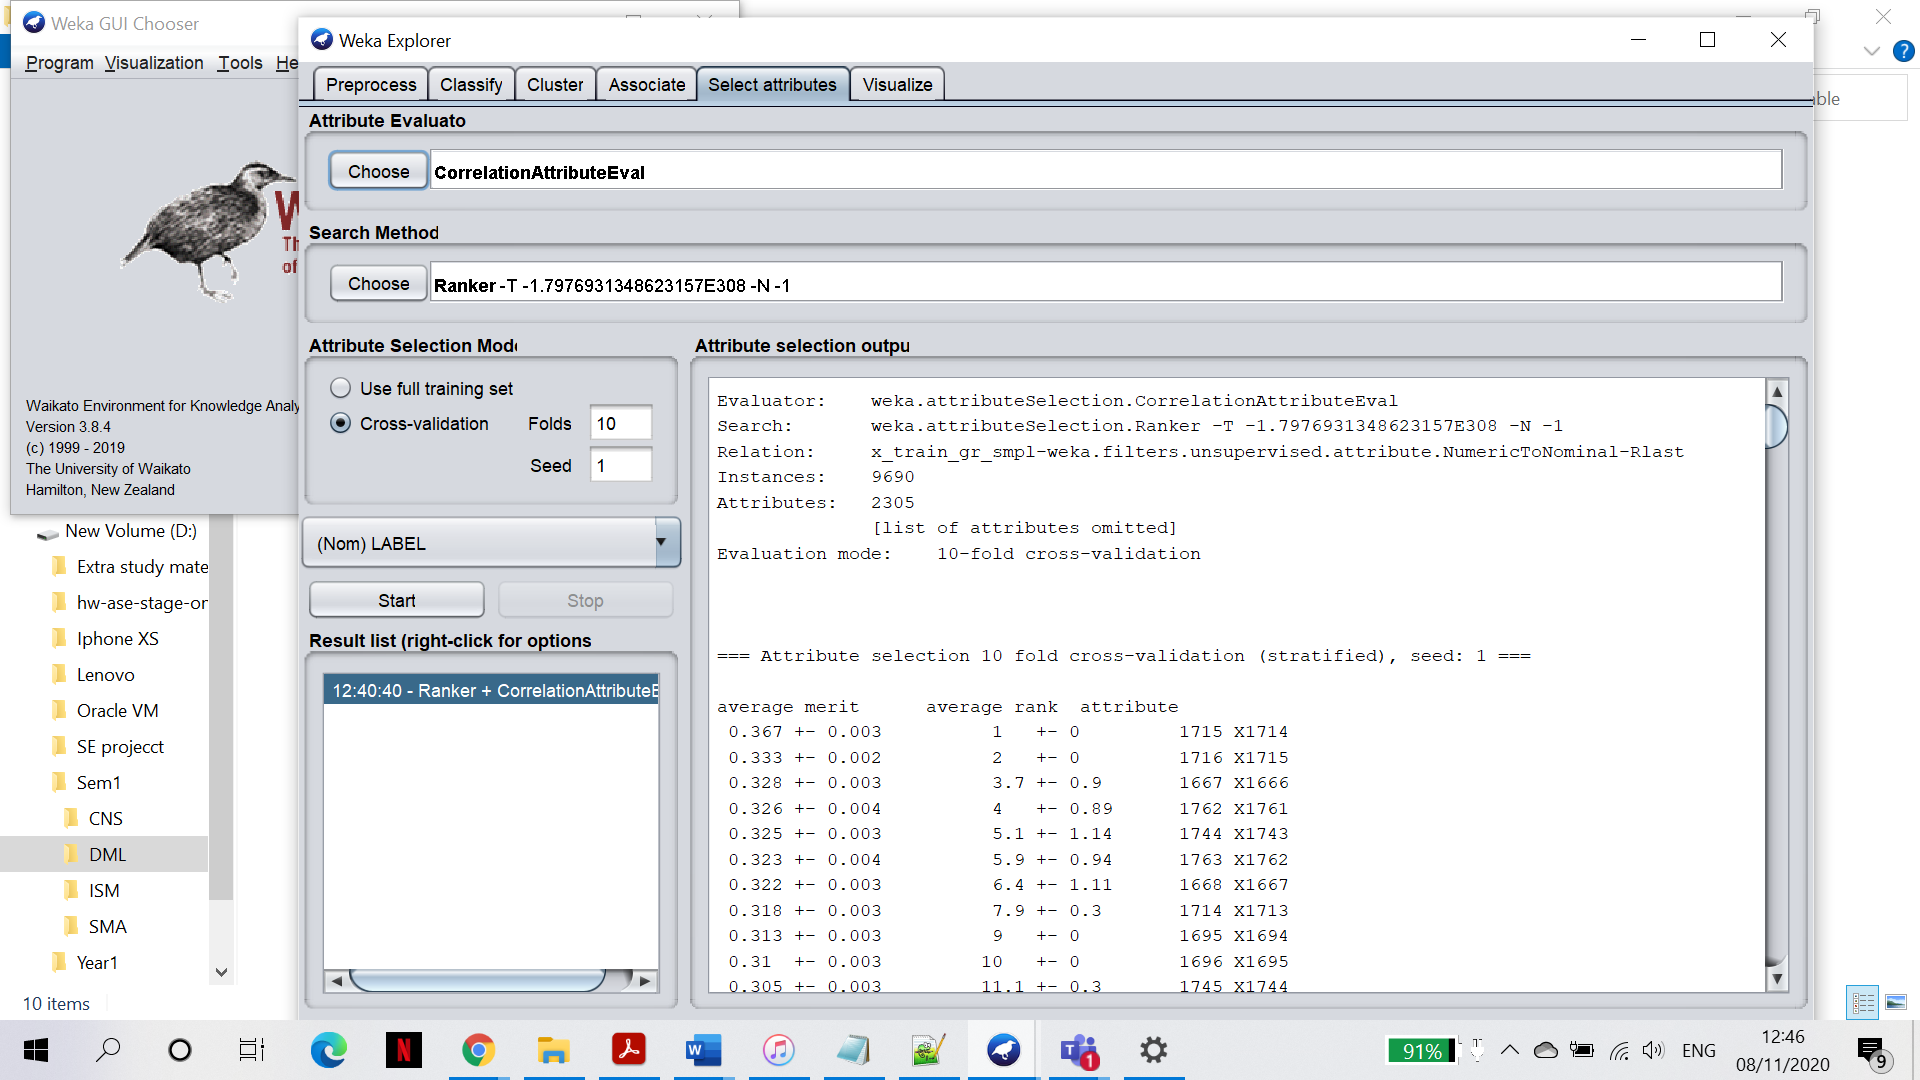 Weka GUI Chooser
Program Visualization Tools He
W
Th
of
Waikato Environment for Knowledge Analy
Version 3.8.4
(c) 1999 - 2019
The University of Waikato
Hamilton, New Zealand
New Volume (D:)
Extra study mate
hw-ase-stage-or
Iphone XS
Lenovo
Oracle VM
SE projecct
Sem1
CNS
DML
ISM
SMA
Year1
10 items
Weka Explorer
Preprocess Classify Cluster Associate Select attributes Visualize
Attribute Evaluato
Choose CorrelationAttributeEval
Search Method
Choose Ranker -T -1.7976931348623157E308 -N -1
Attribute Selection Mode
Use full training set
Cross-validation Folds 10
Seed 1
(Nom) LABEL
Start Stop
Result list (right-click for options
12:40:40 - Ranker + CorrelationAttributeE
Attribute selection outpu
Evaluator: weka.attributeSelection.CorrelationAttributeEval
Search: weka.attributeSelection.Ranker -T -1.7976931348623157E308 -N -1
Relation: x_train_gr_smpl-weka.filters.unsupervised.attribute.NumericToNominal-Rlast
Instances: 9690
Attributes: 2305
[list of attributes omitted]
Evaluation mode: 10-fold cross-validation
=== Attribute selection 10 fold cross-validation (stratified), seed: 1 ===
average merit average rank attribute
0.367 +- 0.003 1 +- 0 1715 X1714
0.333 +- 0.002 2 +- 0 1716 X1715
0.328 +- 0.003 3.7 +- 0.9 1667 X1666
0.326 +- 0.004 4 +- 0.89 1762 X1761
0.325 +- 0.003 5.1 +- 1.14 1744 X1743
0.323 +- 0.004 5.9 +- 0.94 1763 X1762
0.322 +- 0.003 6.4 +- 1.11 1668 X1667
0.318 +- 0.003 7.9 +- 0.3 1714 X1713
0.313 +- 0.003 9 +- 0 1695 X1694
0.31 +- 0.003 10 +- 0 1696 X1695
0.305 +- 0.003 11.1 +- 0.3 1745 X1744
?
ble
91%
ENG
12:46
08/11/2020
9
1